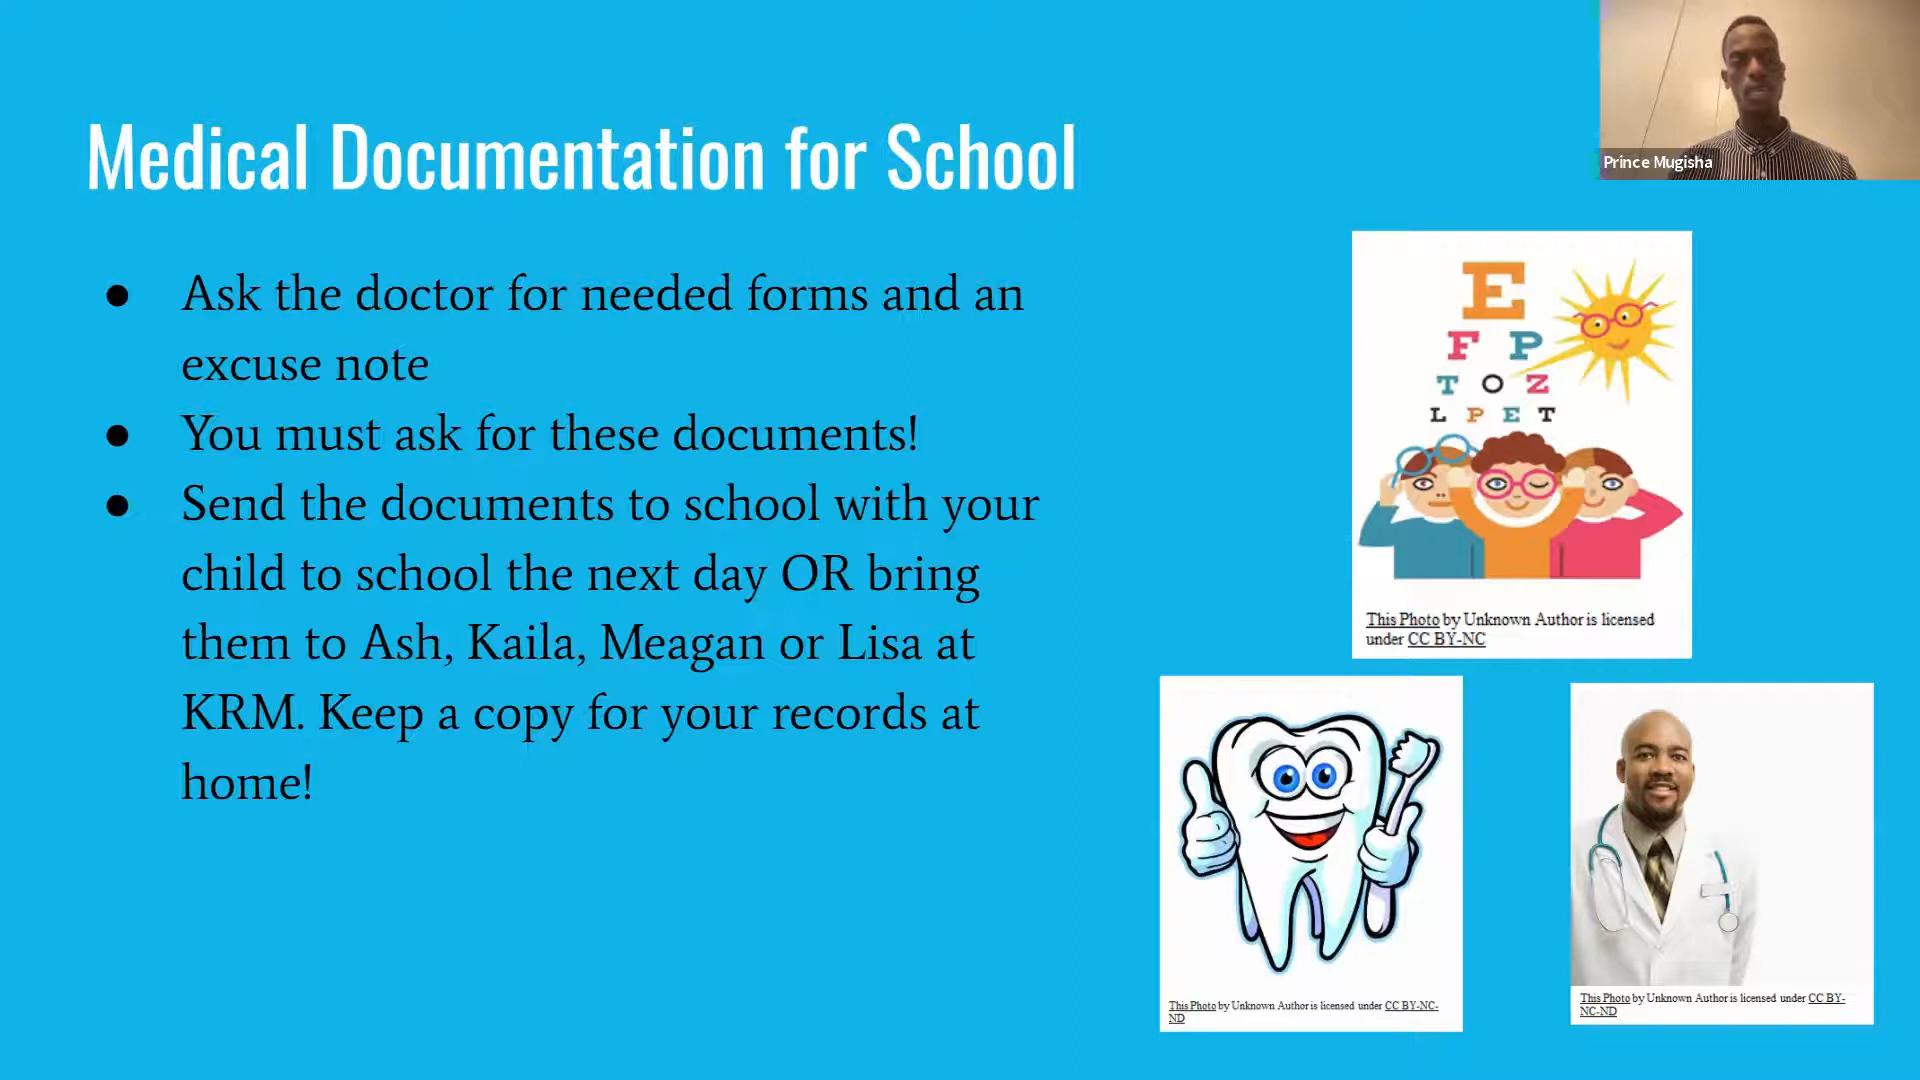 Medical Documentation for School
Prince Mugisha
● Ask the doctor for needed forms and an
excuse note
● You must ask for these documents!
● Send the documents to school with your
child to school the next day OR bring
them to Ash, Kaila, Meagan or Lisa at
KRM. Keep a copy for your records at
home!
E
F P
T O Z
L P E T
This Photo by Unknown Author is licensed
under CC BY-NC
This Photo by Unknown Author is licensed under CC BY-NC-
ND
This Photo by Unknown Author is licensed under CC BY-
NC-ND